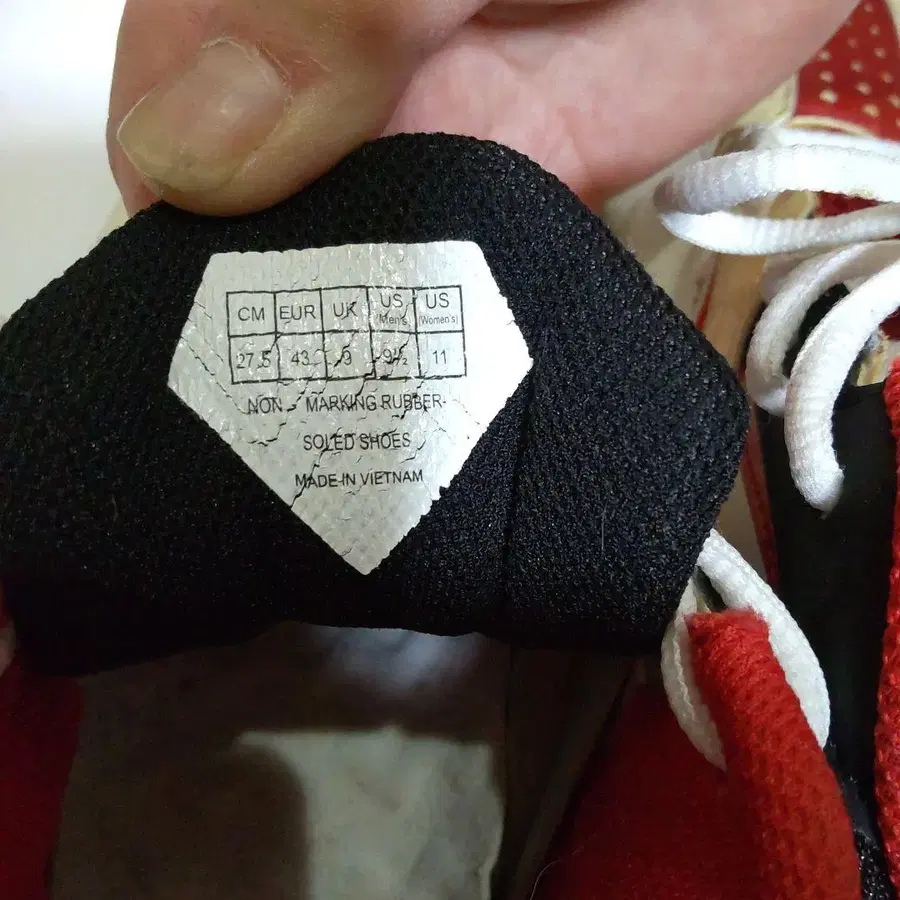 CM EUR UK US Men's US (Women's)
27.5 43 9 9½ 11
NON - MARKING RUBBER
SOLED SHOES
MADE IN VIETNAM